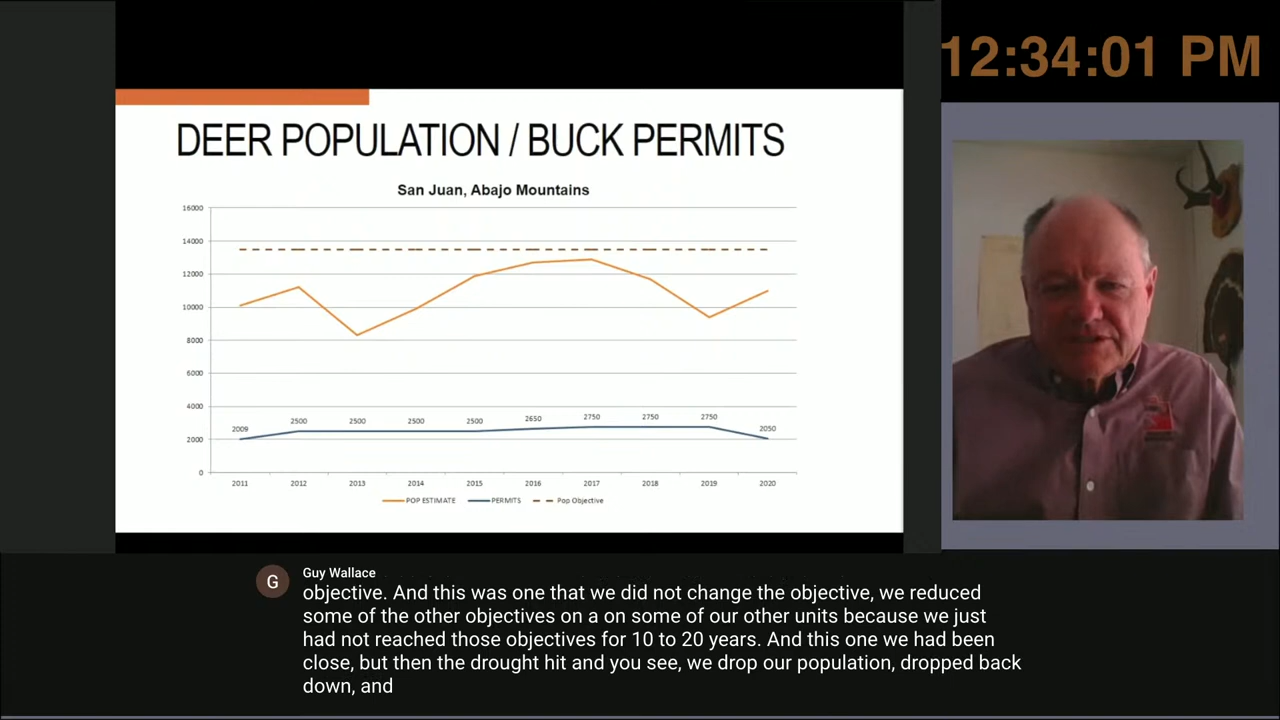 12:34:01 PM
DEER POPULATION / BUCK PERMITS
San Juan, Abajo Mountains
16000
14000
12000
10000
8000
6000
4000
2000
0
2009
2500
2500
2500
2500
2650
2750
2750
2750
2050
2011
2012
2013
2014
2015
2016
2017
2018
2019
2020
POP ESTIMATE
PERMITS
Pop Objective
G
Guy Wallace
objective. And this was one that we did not change the objective, we reduced
some of the other objectives on a on some of our other units because we just
had not reached those objectives for 10 to 20 years. And this one we had been
close, but then the drought hit and you see, we drop our population, dropped back
down, and